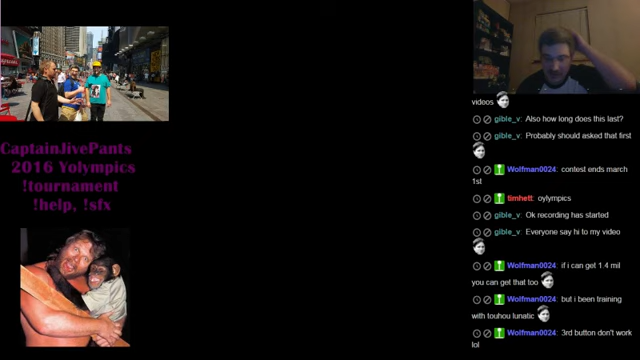 CaptainJivePants
2016 Yolympics
!tournament
!help, !sfx
videos
gible_v: Also how long does this last?
gible_v: Probably should asked that first
Wolfman0024: contest ends march
1st
timhett: oylympics
gible_v: Ok recording has started
gible_v: Everyone say hi to my video
Wolfman0024: if i can get 1.4 mil
you can get that too
Wolfman0024: but i been training
with touhou lunatic
Wolfman0024: 3rd button don't work
lol